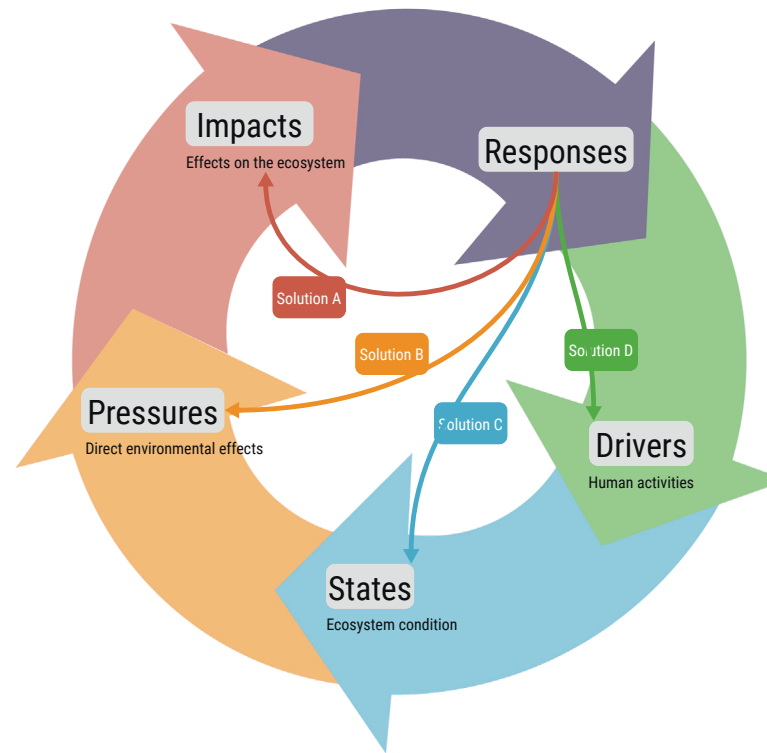 Impacts
Effects on the ecosystem
Responses
Solution A
Solution B
Solution D
Pressures
Direct environmental effects
Solution C
Drivers
Human activities
States
Ecosystem condition